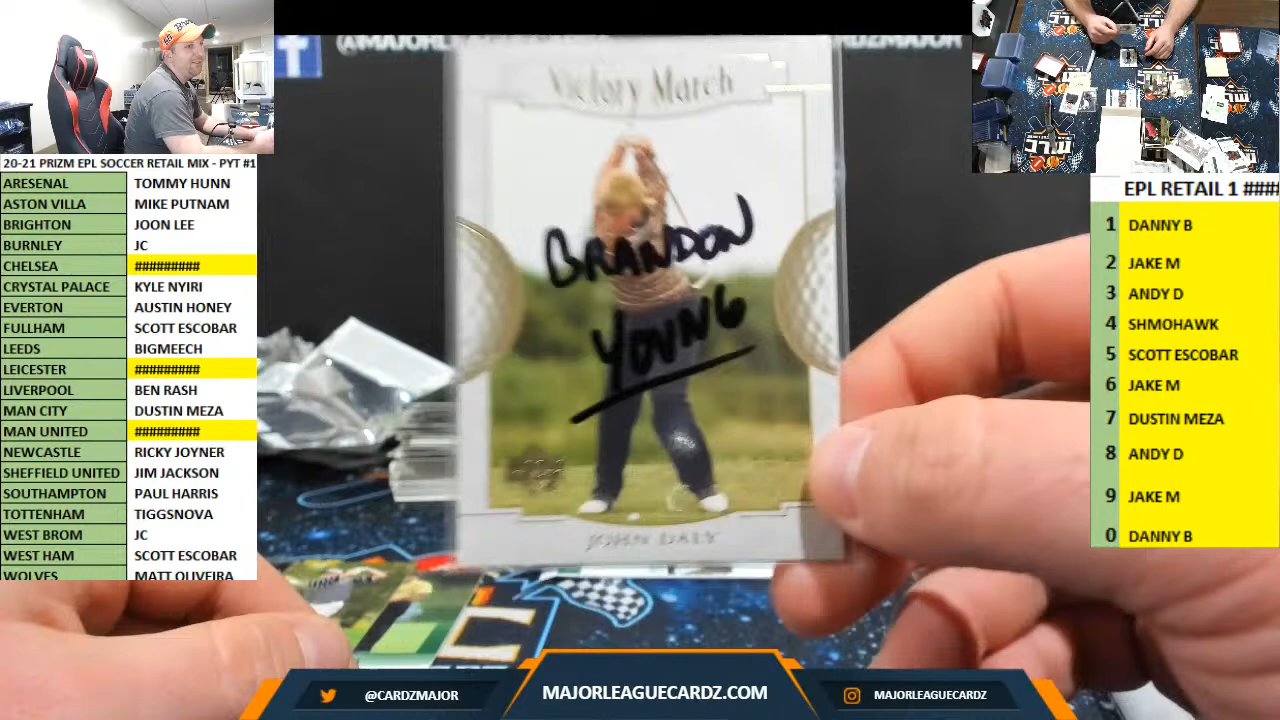 20-21 PRIZM EPL SOCCER RETAIL MIX - PYT #1
ARESENAL TOMMY HUNN
ASTON VILLA MIKE PUTNAM
BRIGHTON JOON LEE
BURNLEY JC
CHELSEA #########
CRYSTAL PALACE KYLE NYIRI
EVERTON AUSTIN HONEY
FULLHAM SCOTT ESCOBAR
LEEDS BIGMEECH
LEICESTER #########
LIVERPOOL BEN RASH
MAN CITY DUSTIN MEZA
MAN UNITED #########
NEWCASTLE RICKY JOYNER
SHEFFIELD UNITED JIM JACKSON
SOUTHAMPTON PAUL HARRIS
TOTTENHAM TIGGSNOVA
WEST BROM JC
WEST HAM SCOTT ESCOBAR
WOLVES MATT OLIVEIRA
Victory March
BRANDON
YOUNG
JOHN DALY
CARDZMAJOR
EPL RETAIL 1 ####
1 DANNY B
2 JAKE M
3 ANDY D
4 SHMOHAWK
5 SCOTT ESCOBAR
6 JAKE M
7 DUSTIN MEZA
8 ANDY D
9 JAKE M
0 DANNY B
@CARDZMAJOR
MAJORLEAGUECARDZ.COM
MAJORLEAGUECARDZ